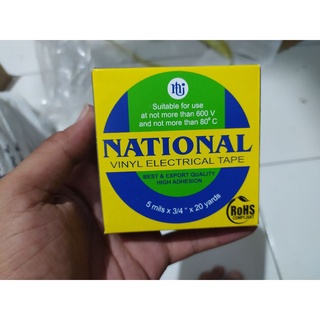 Suitable for use
at not more than 600 V
and not more than 80° C
NATIONAL
VINYL ELECTRICAL TAPE
BEST & EXPORT QUALITY
HIGH ADHESION
5 mils x 3/4 " x 20 yards
RoHS
COMPLIANT